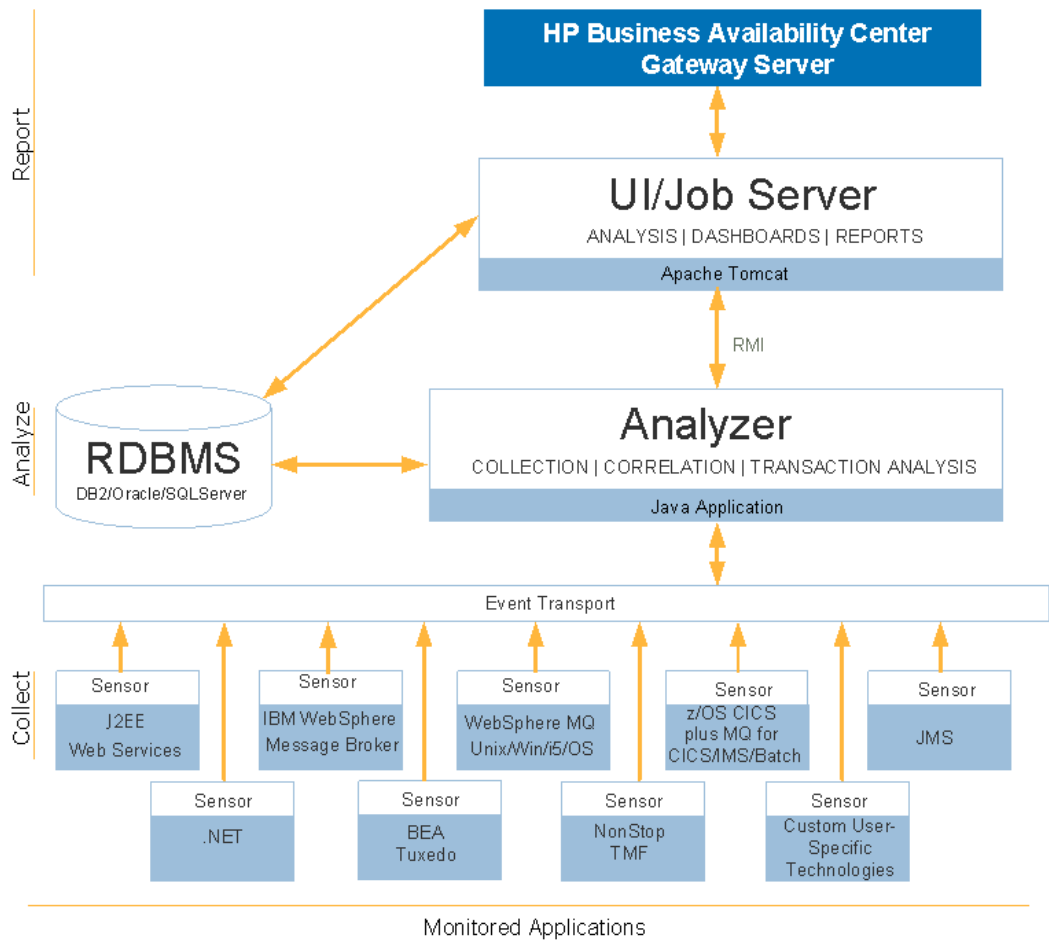 HP Business Availability Center
Gateway Server
Report
UI/Job Server
ANALYSIS | DASHBOARDS | REPORTS
Apache Tomcat
RMI
Analyze
RDBMS
DB2/Oracle/SQLServer
Analyzer
COLLECTION | CORRELATION | TRANSACTION ANALYSIS
Java Application
Event Transport
Collect
Sensor
J2EE
Web Services
Sensor
IBM WebSphere
Message Broker
Sensor
WebSphere MQ
Unix/Win/i5/OS
Sensor
z/OS CICS
plus MQ for
CICS/IMS/Batch
Sensor
JMS
Sensor
.NET
Sensor
BEA
Tuxedo
Sensor
NonStop
TMF
Sensor
Custom User-
Specific
Technologies
Monitored Applications